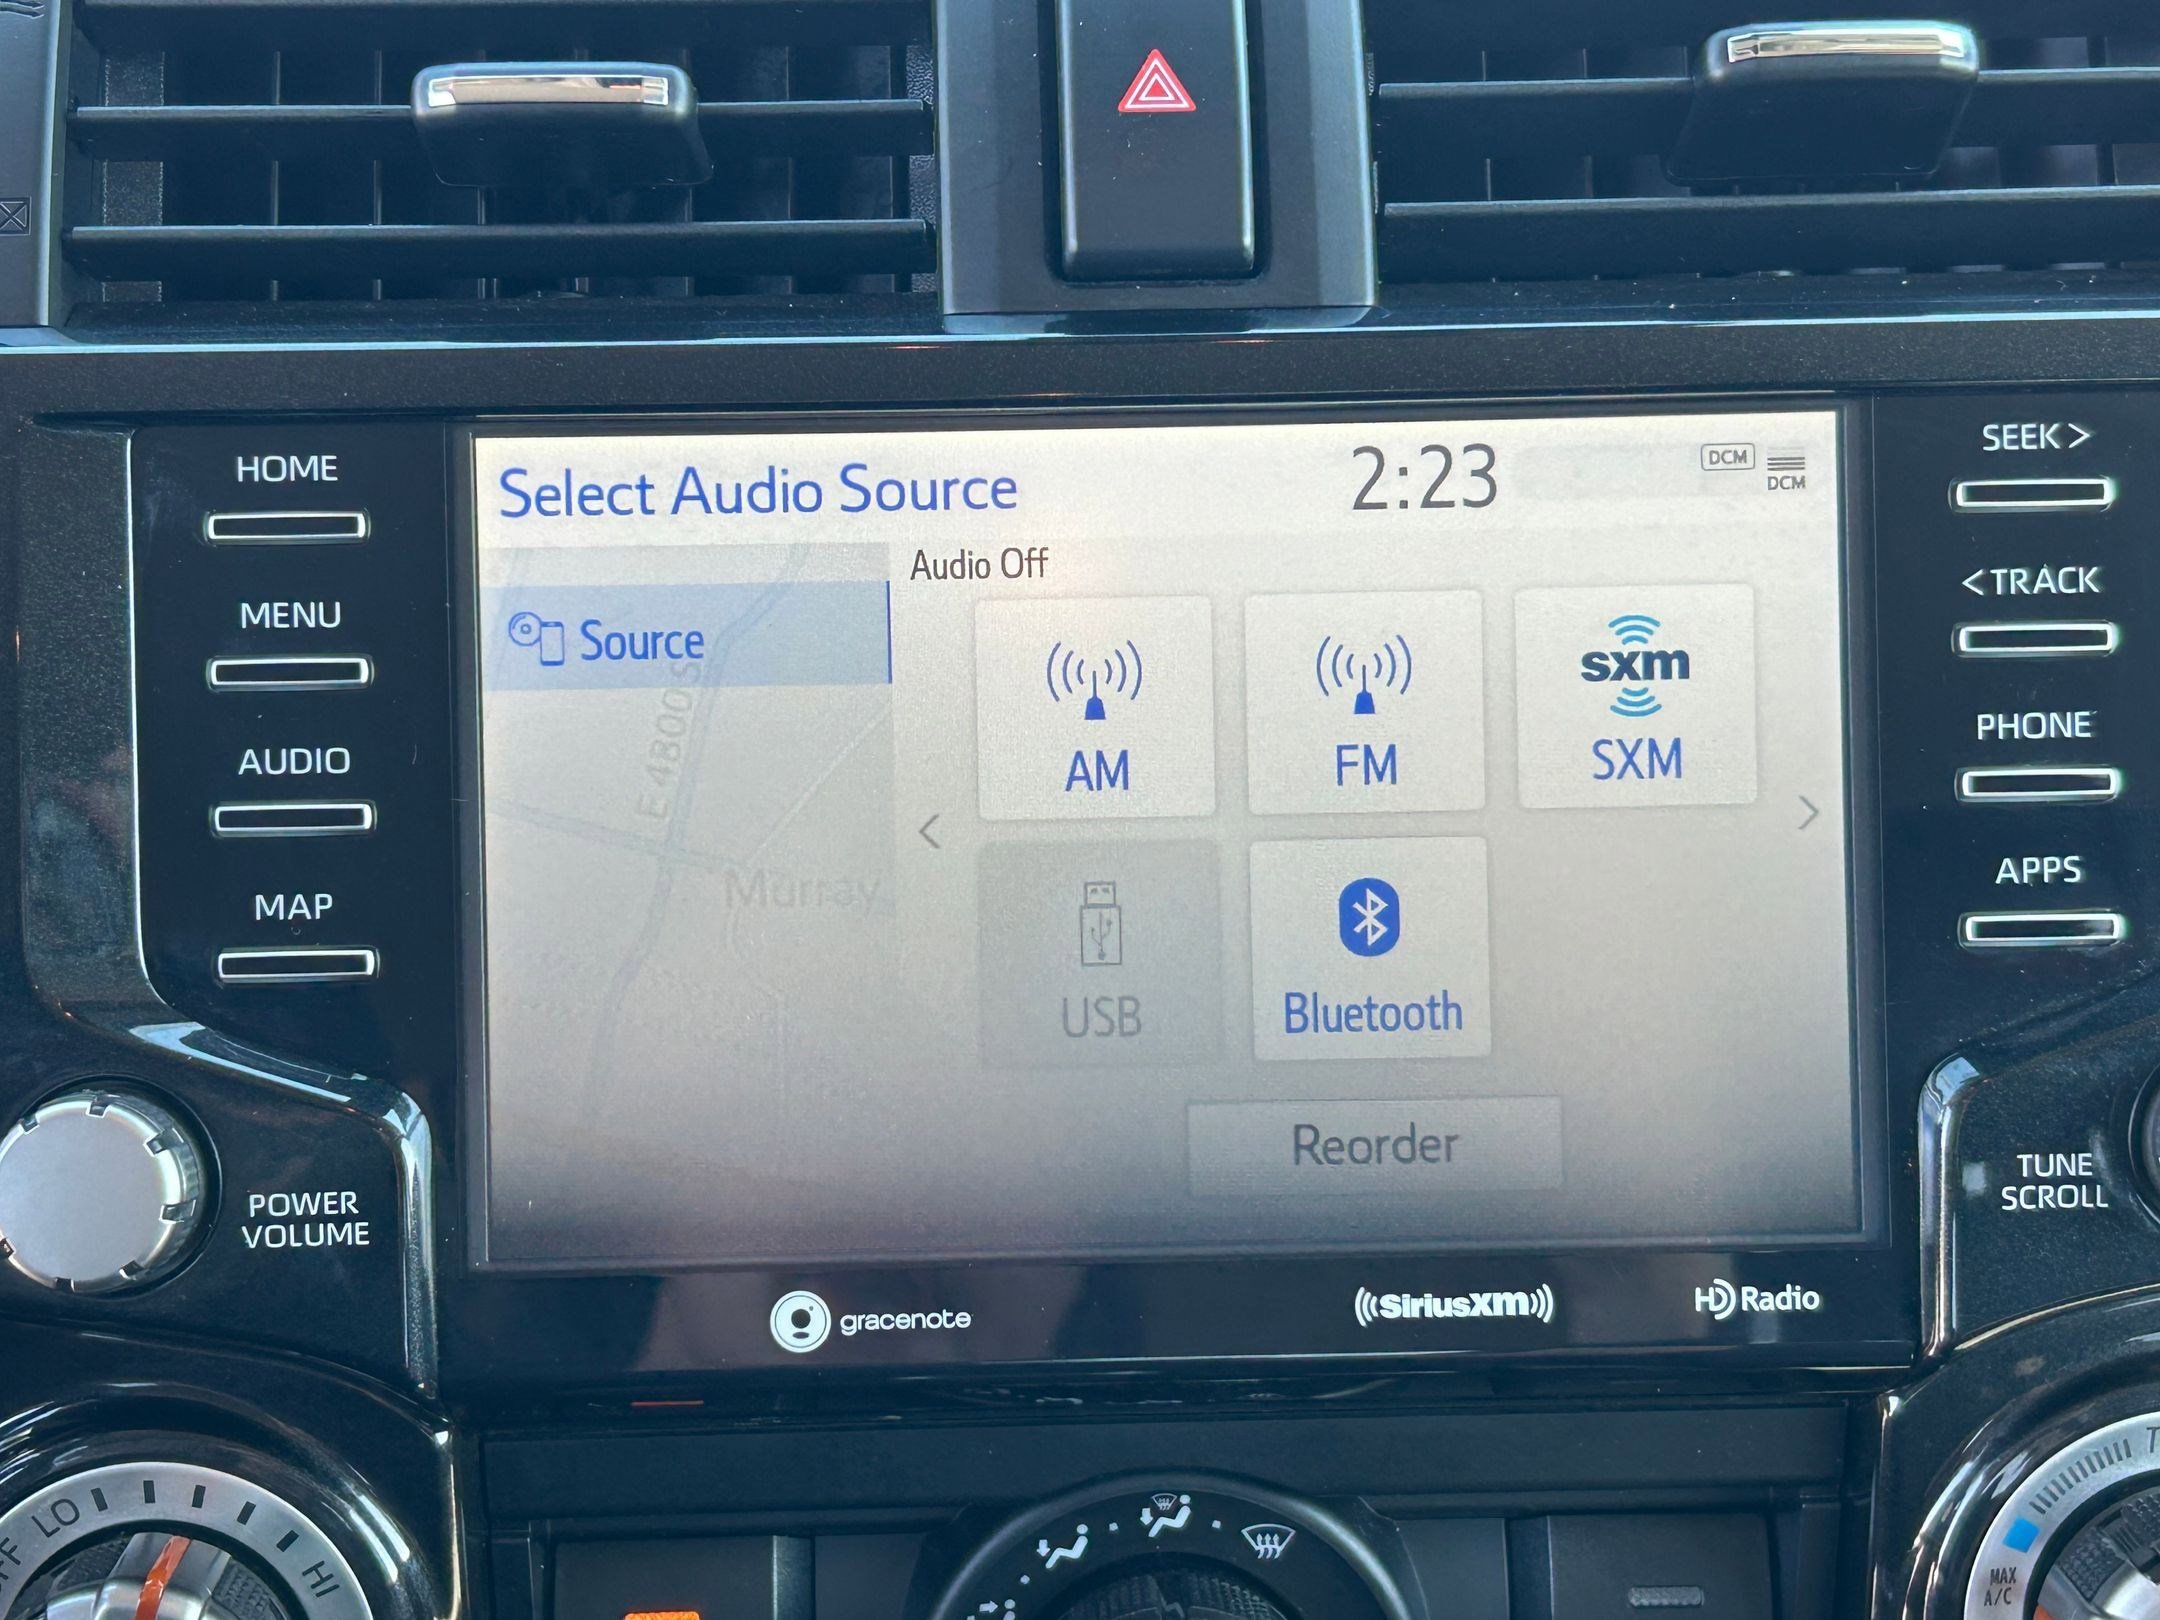 HOME
MENU
AUDIO
MAP
POWER
VOLUME
Select Audio Source
2:23
DCM
DCM
Audio Off
Source
E 4800 S
Murray
AM
FM
sxm
SXM
USB
Bluetooth
Reorder
SEEK >
< TRACK
PHONE
APPS
TUNE
SCROLL
gracenote
((SiriusXM))
HD Radio
LO
HI
MAX
A/C